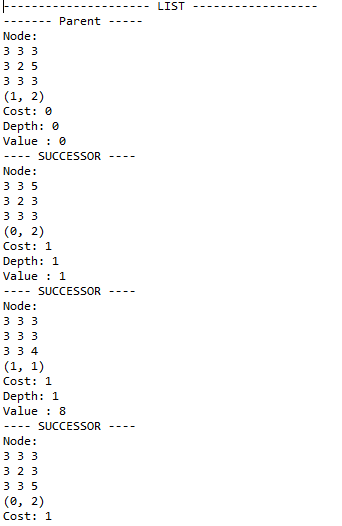 |--------------------- LIST ------------------
------- Parent -----
Node:
3 3 3
3 2 5
3 3 3
(1, 2)
Cost: 0
Depth: 0
Value : 0
---- SUCCESSOR ----
Node:
3 3 5
3 2 3
3 3 3
(0, 2)
Cost: 1
Depth: 1
Value : 1
---- SUCCESSOR ----
Node:
3 3 3
3 3 3
3 3 4
(1, 1)
Cost: 1
Depth: 1
Value : 8
---- SUCCESSOR ----
Node:
3 3 3
3 2 3
3 3 5
(0, 2)
Cost: 1